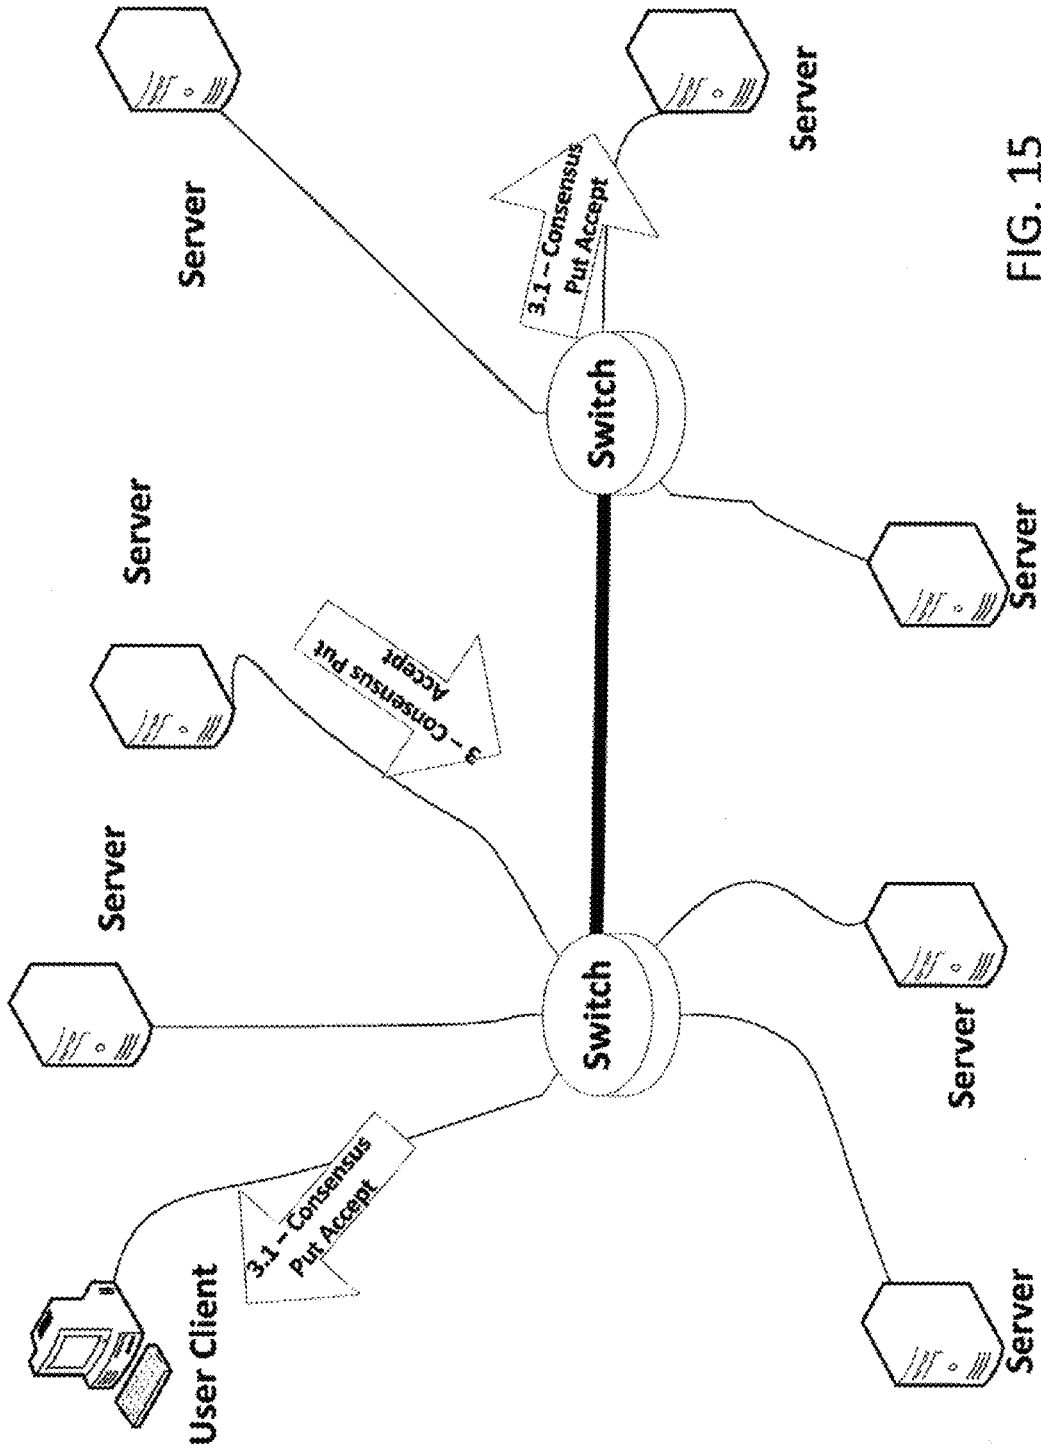 User Client
Server
Server
Server
3.1 – Consensus
Put Accept
3 – Consensus Put
Accept
Switch
Switch
3.1 – Consensus
Put Accept
Server
Server
Server
Server
FIG. 15